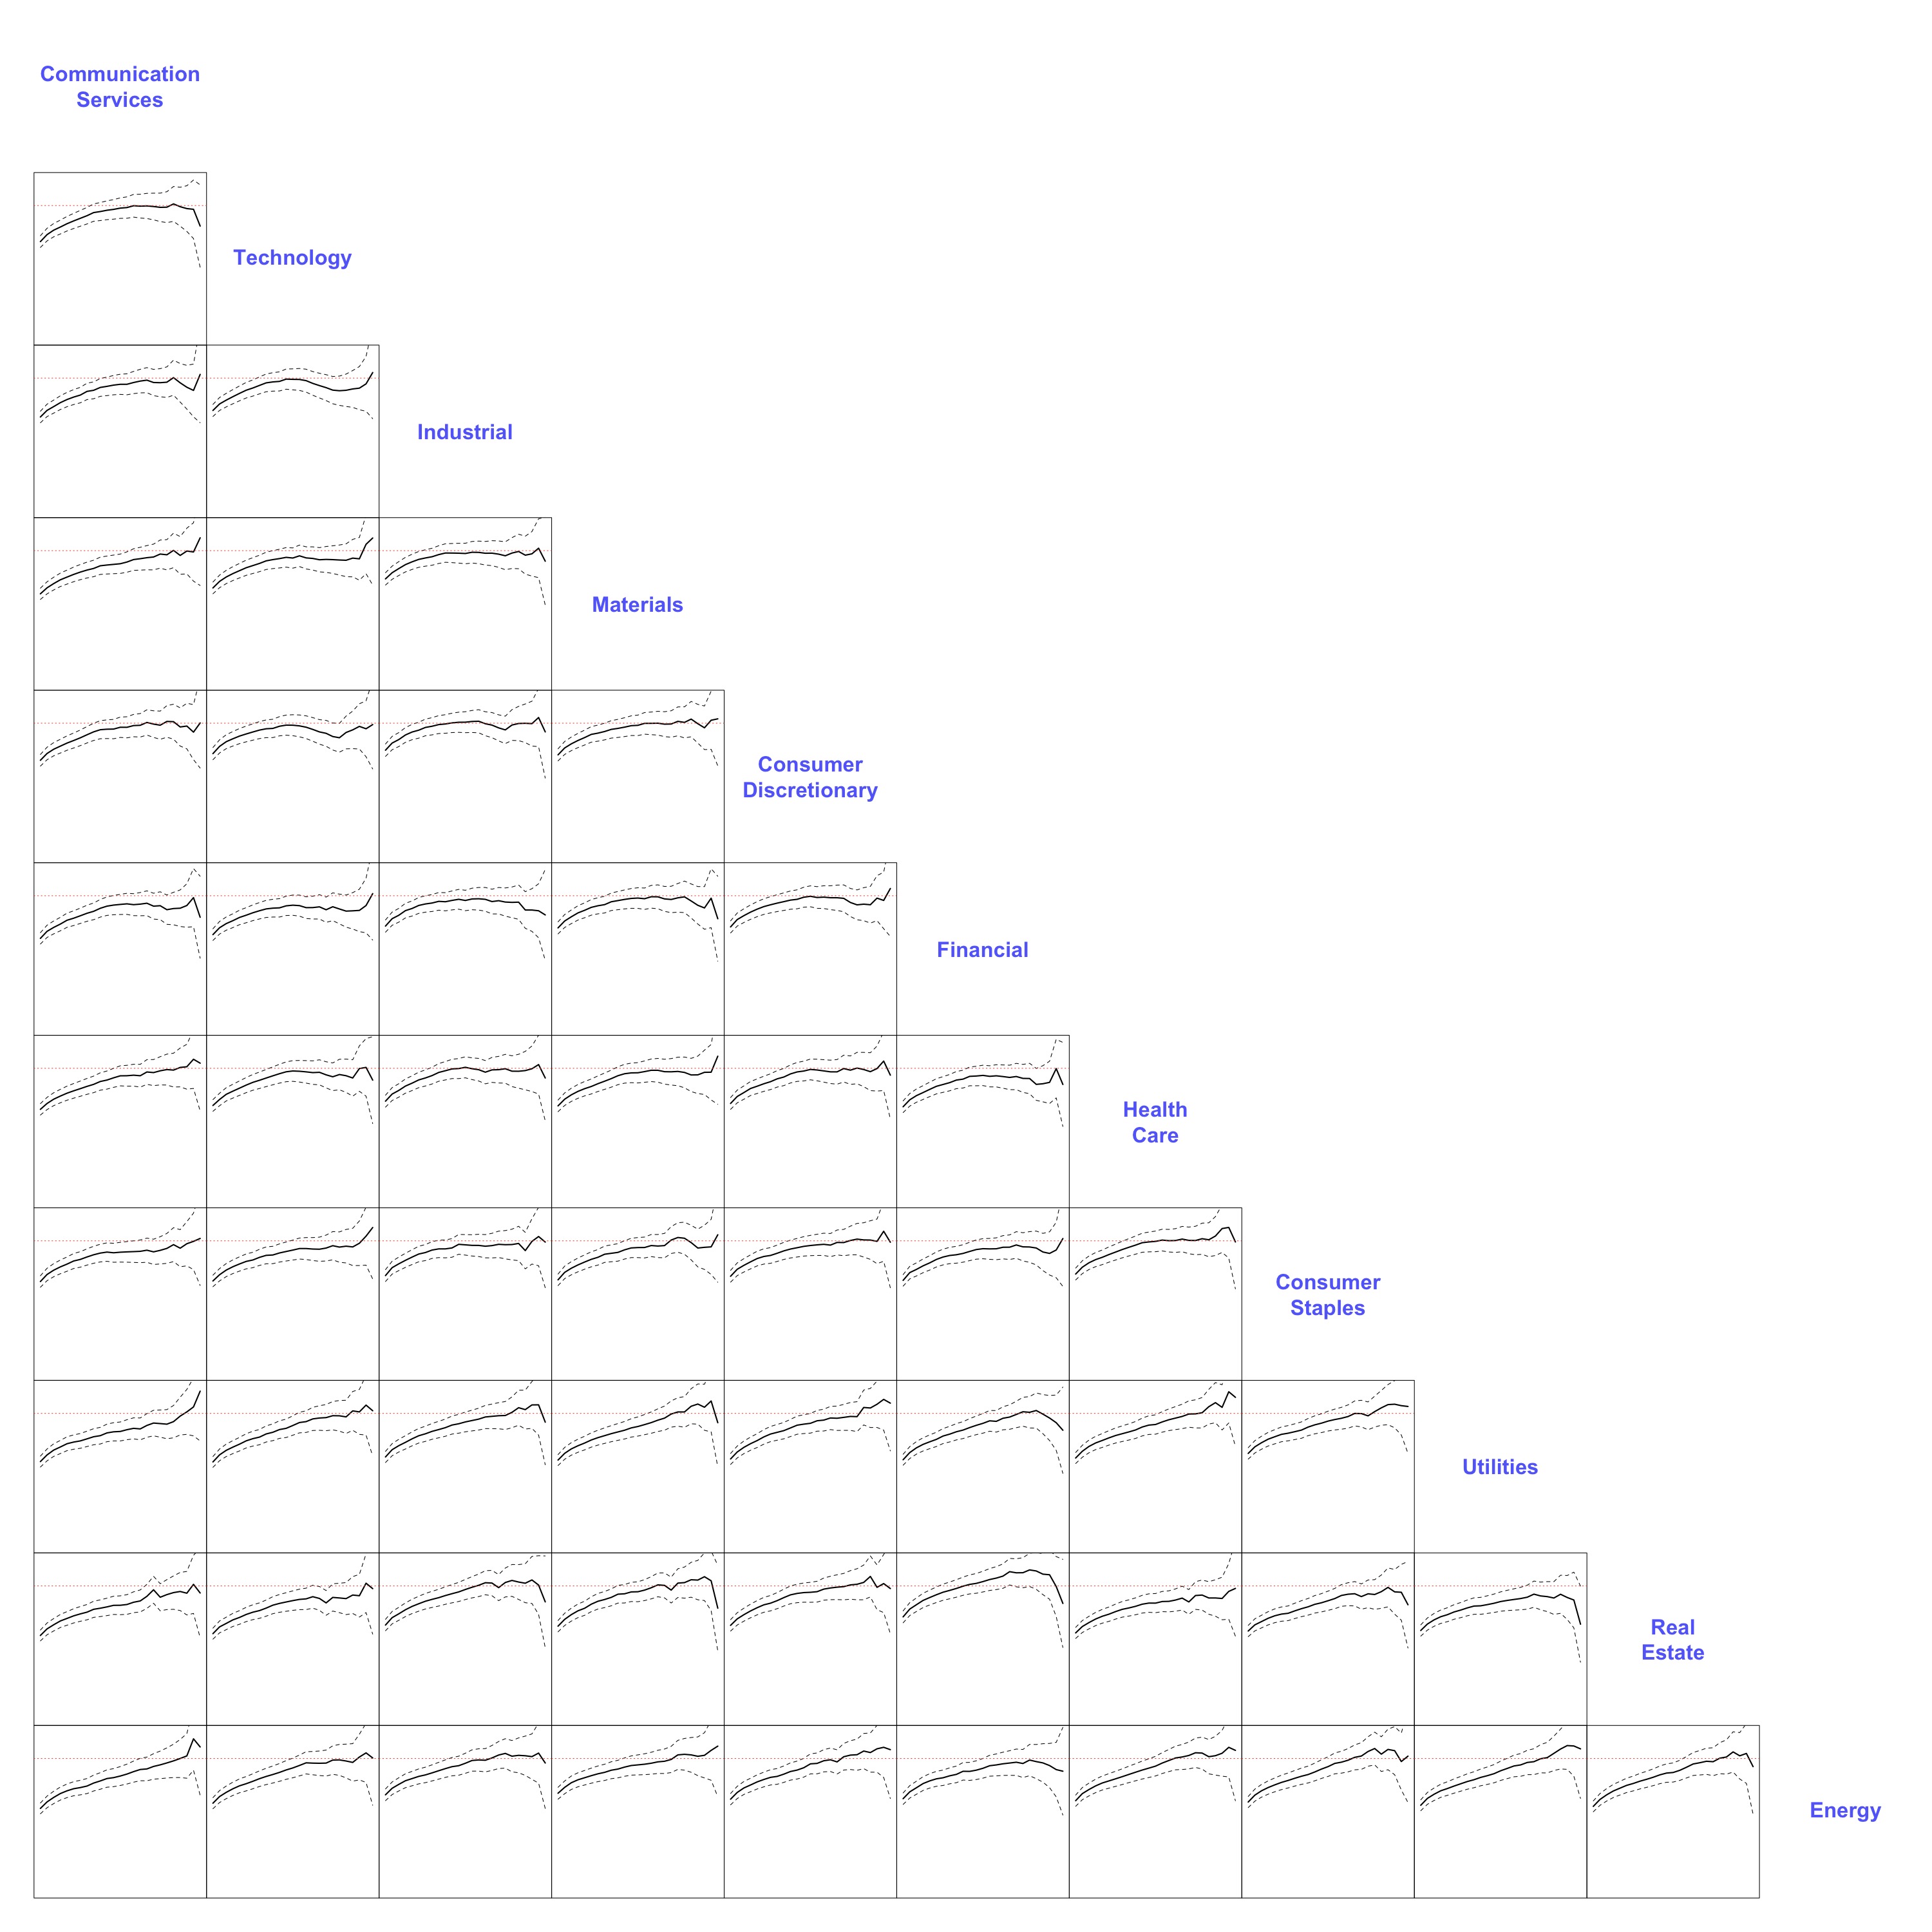 Communication
Services
Technology
Industrial
Materials
Consumer
Discretionary
Financial
Health
Care
Consumer
Staples
Utilities
Real
Estate
Energy